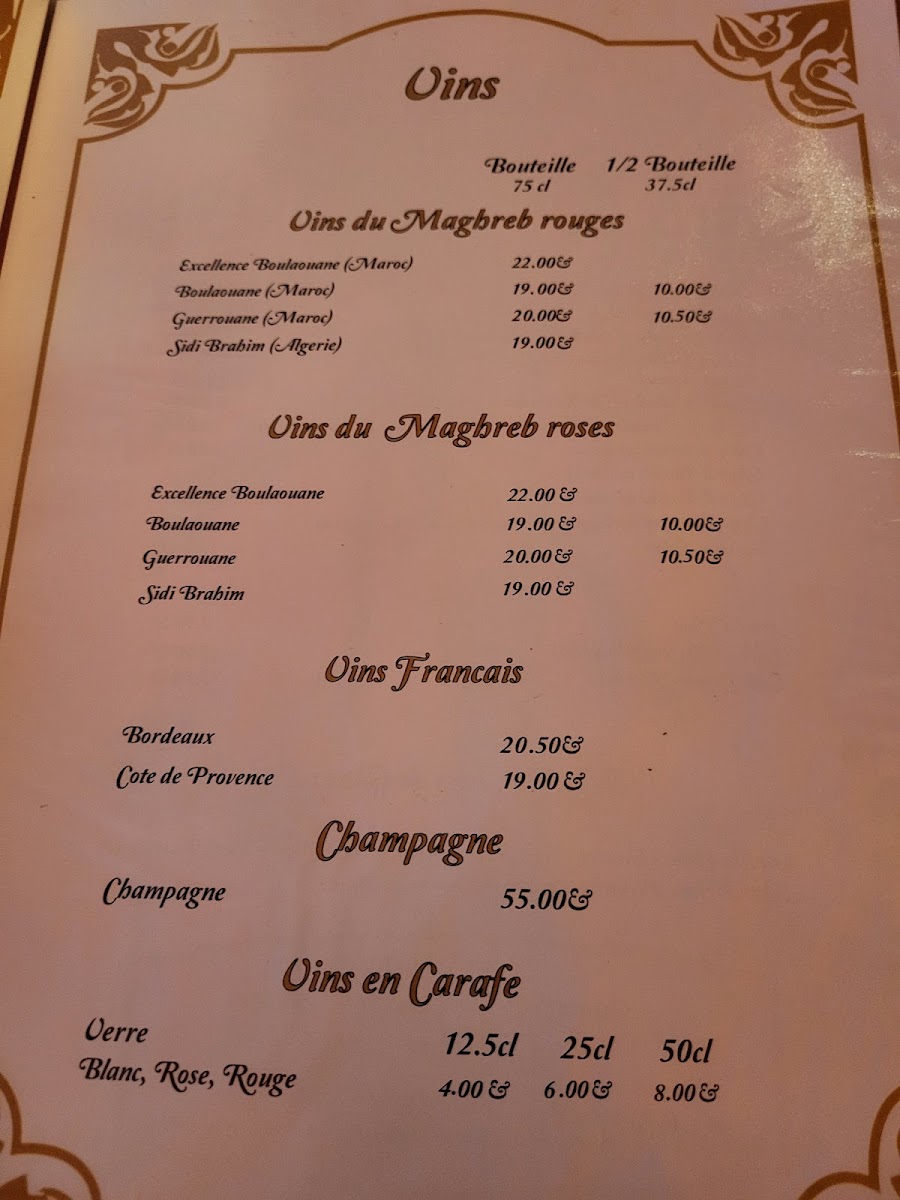 Vins
Bouteille 1/2 Bouteille
75 cl 37.5cl
Vins du Maghreb rouges
Excellence Boulaouane (Maroc) 22.00&
Boulaouane (Maroc) 19.00& 10.00&
Guerrouane (Maroc) 20.00& 10.50&
Sidi Brahim (Algerie) 19.00&
Vins du Maghreb roses
Excellence Boulaouane 22.00 &
Boulaouane 19.00 & 10.00&
Guerrouane 20.00 & 10.50&
Sidi Brahim 19.00 &
Vins Francais
Bordeaux 20.50&
Cote de Provence 19.00 &
Champagne
Champagne 55.00&
Vins en Carafe
Verre 12.5cl 25cl 50cl
Blanc, Rose, Rouge 4.00 & 6.00& 8.00&